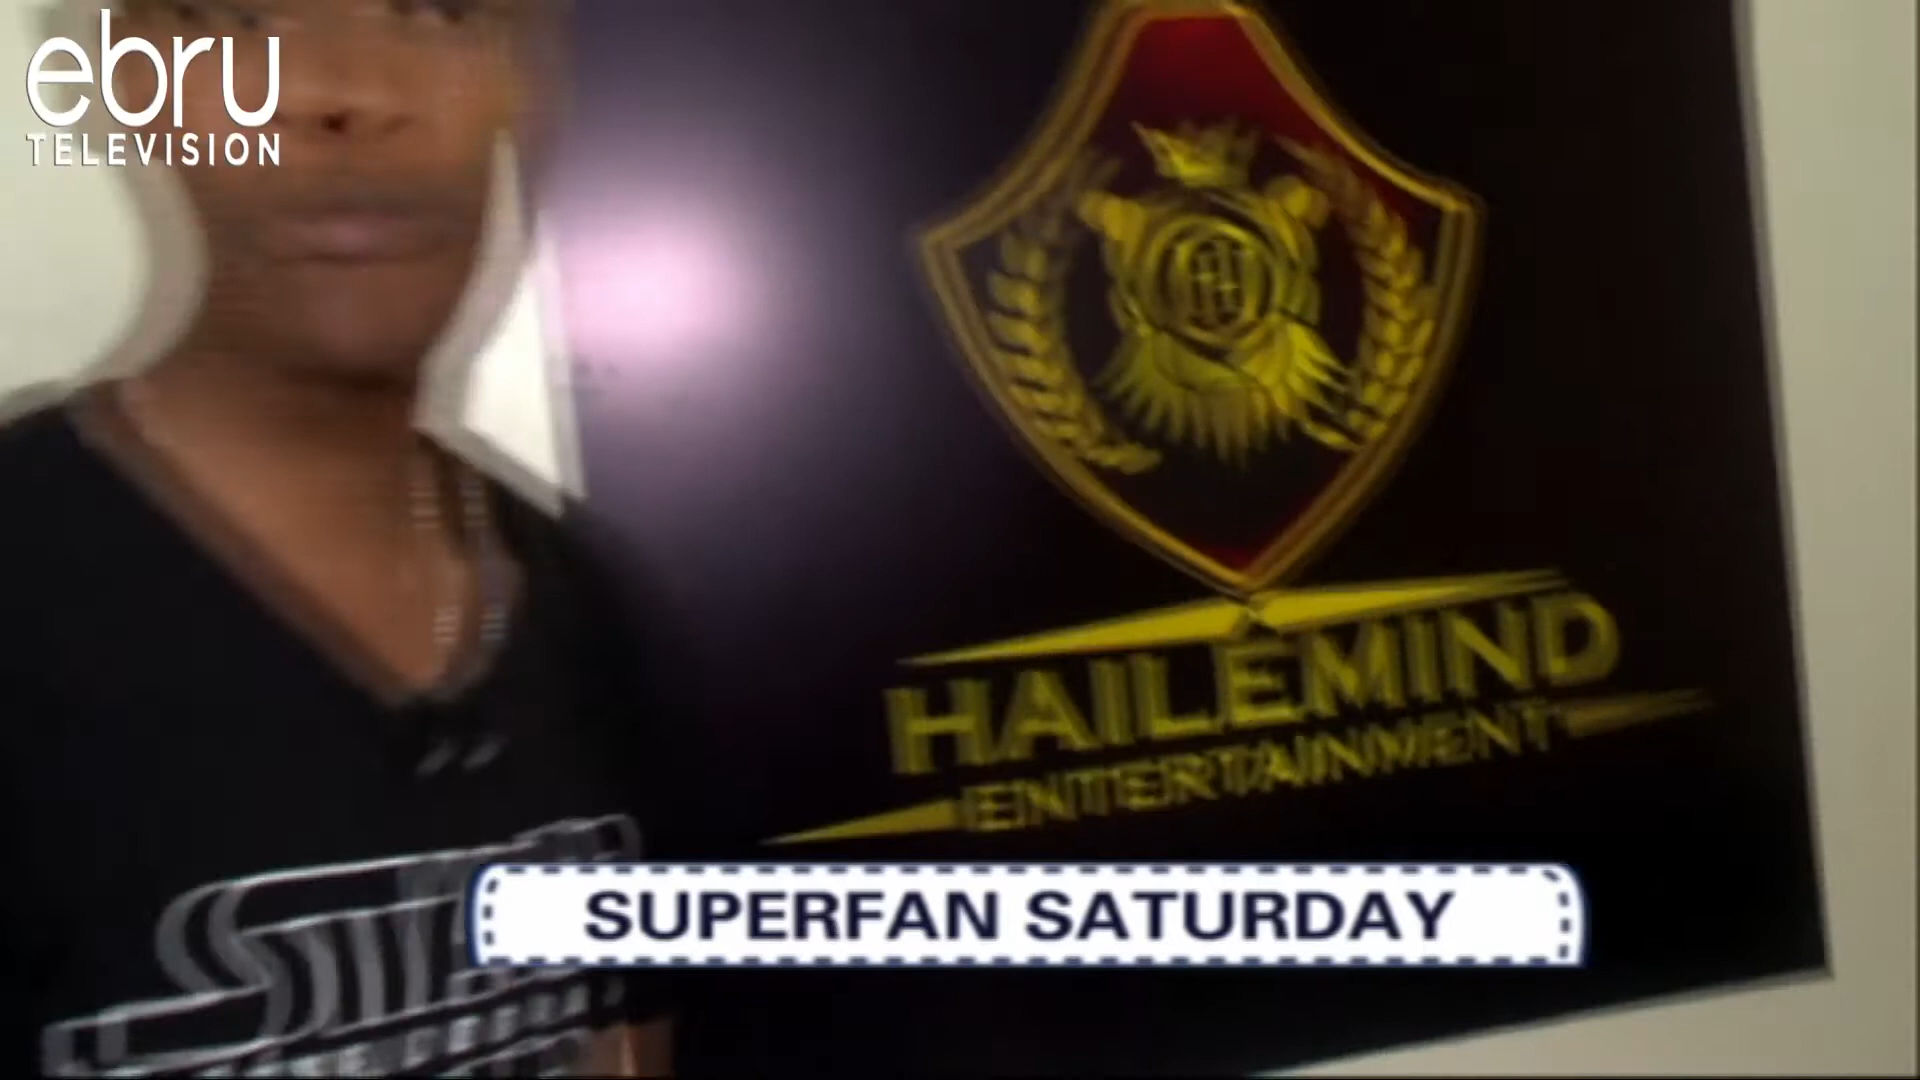 ebru
TELEVISION
HAILEMIND
ENTERTAINMENT
SUPERFAN SATURDAY